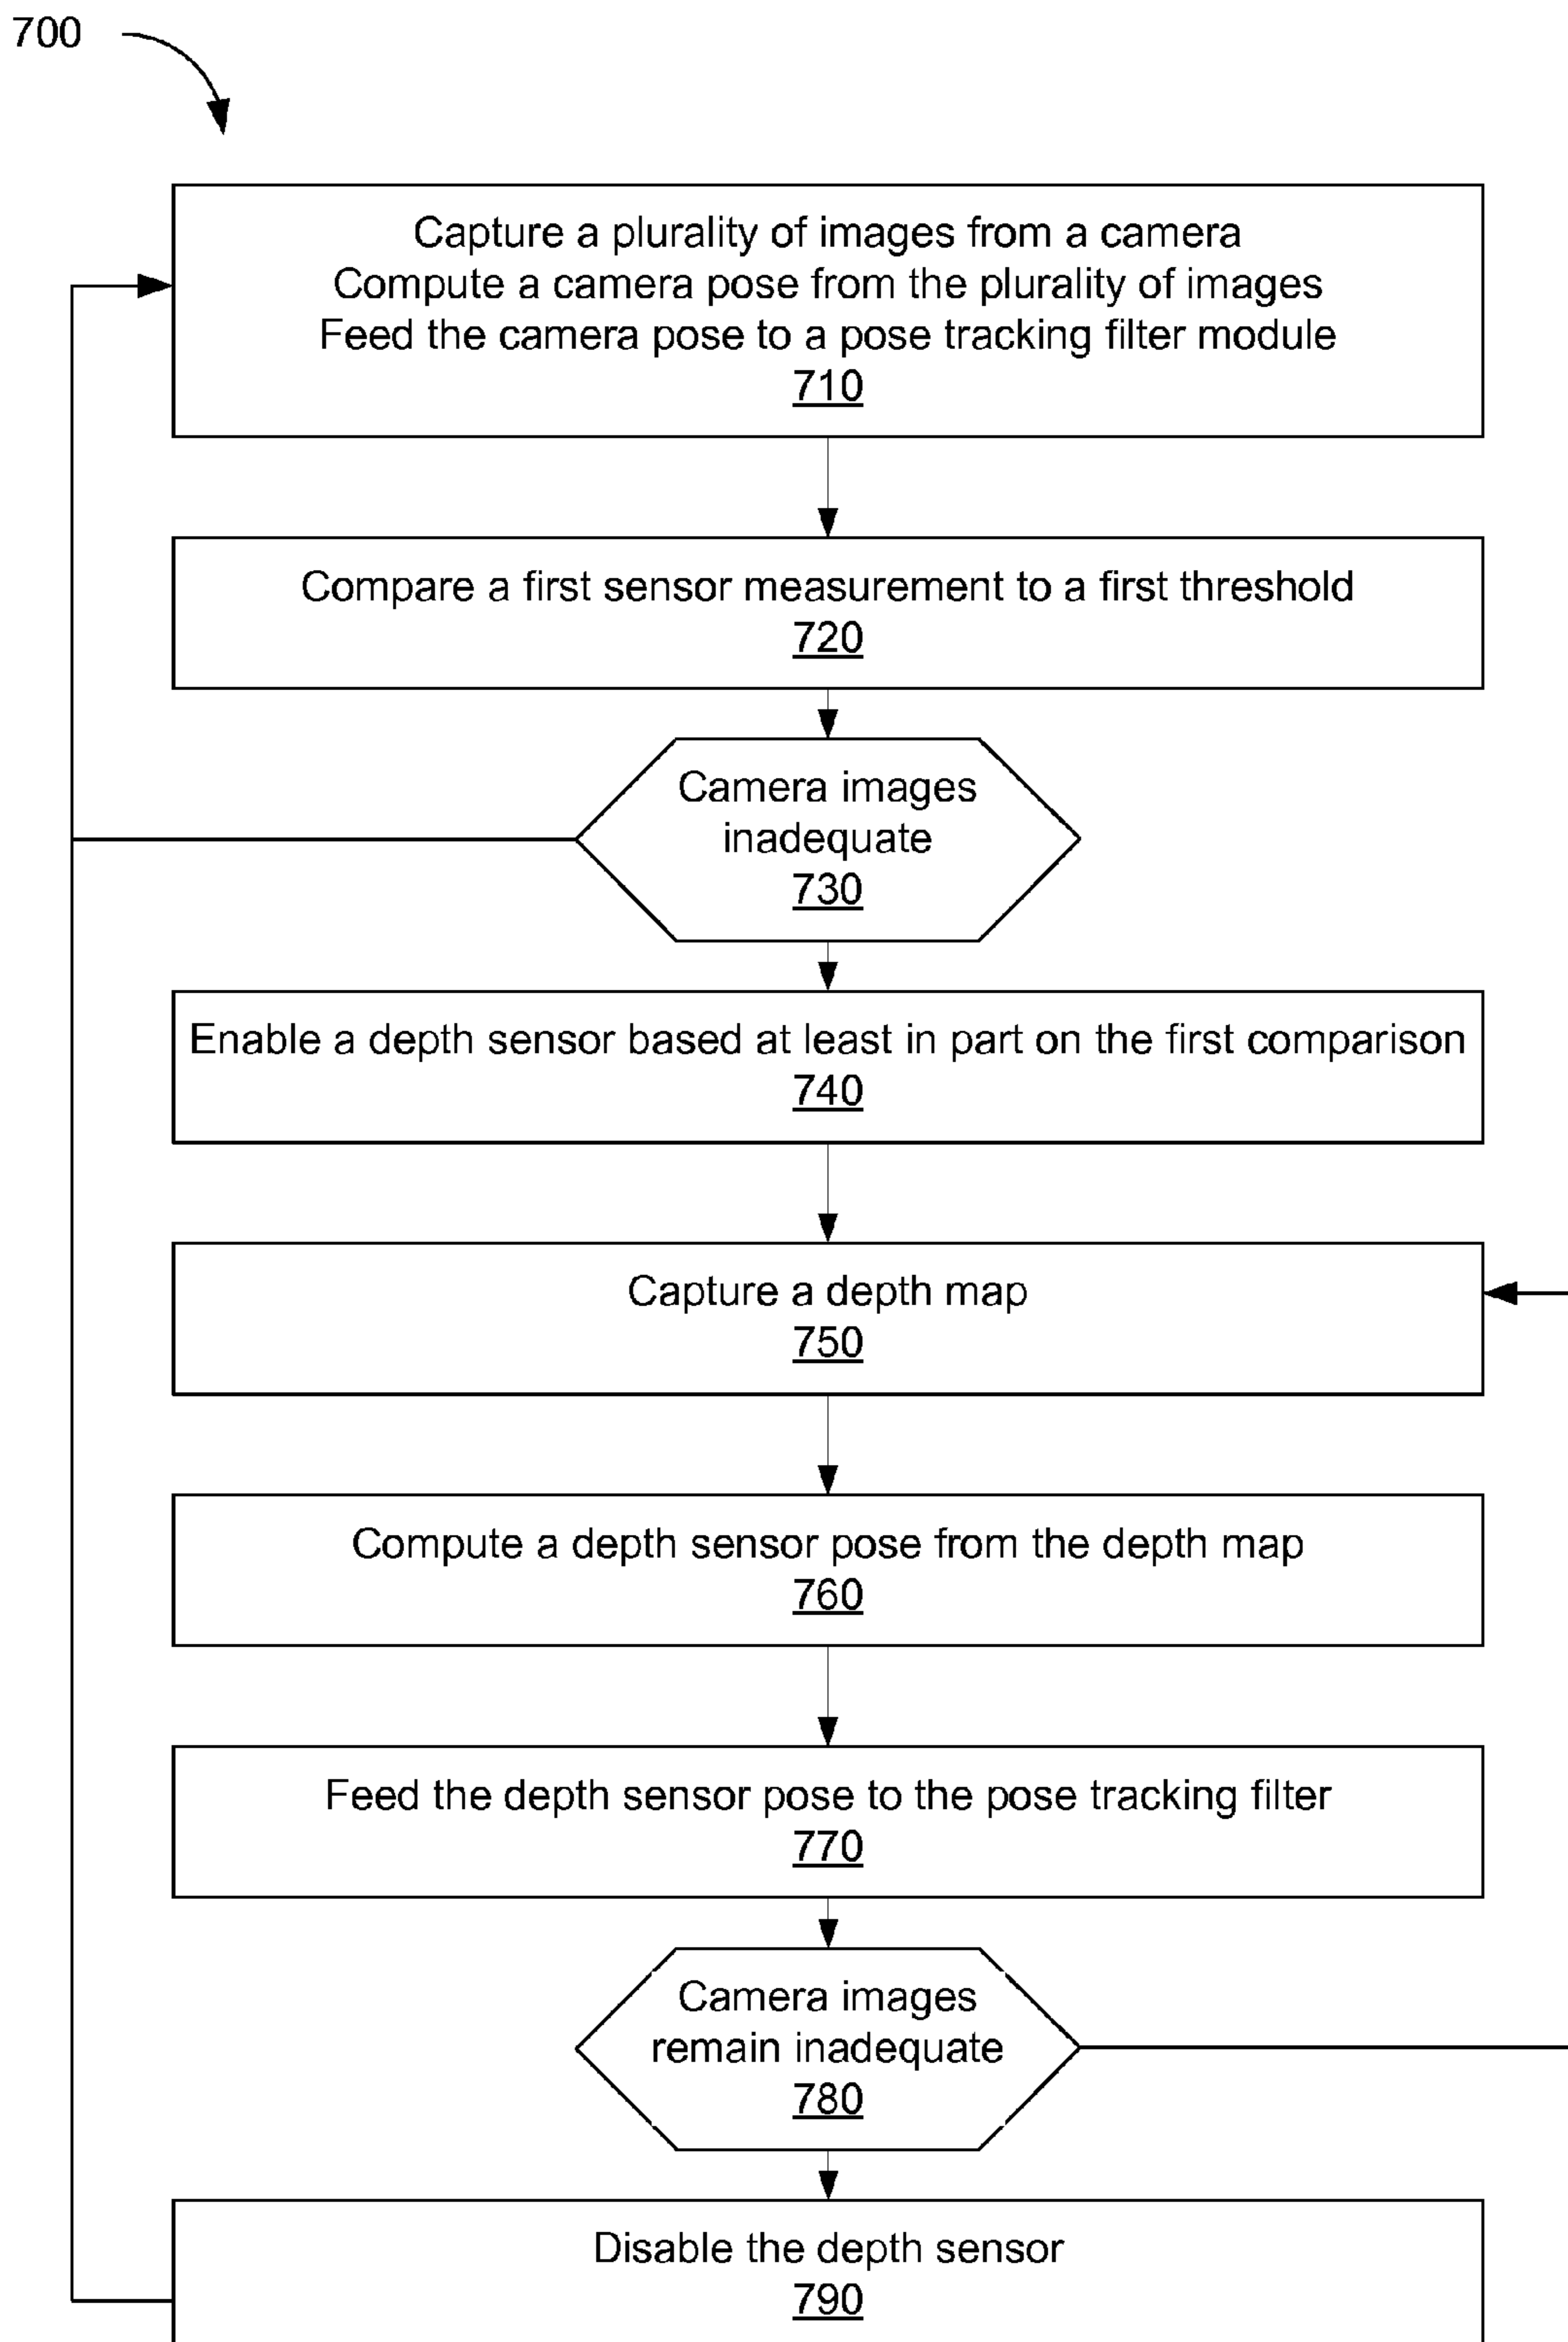 700
Capture a plurality of images from a camera
Compute a camera pose from the plurality of images
Feed the camera pose to a pose tracking filter module
710
Compare a first sensor measurement to a first threshold
720
Camera images
inadequate
730
Enable a depth sensor based at least in part on the first comparison
740
Capture a depth map
750
Compute a depth sensor pose from the depth map
760
Feed the depth sensor pose to the pose tracking filter
770
Camera images
remain inadequate
780
Disable the depth sensor
790